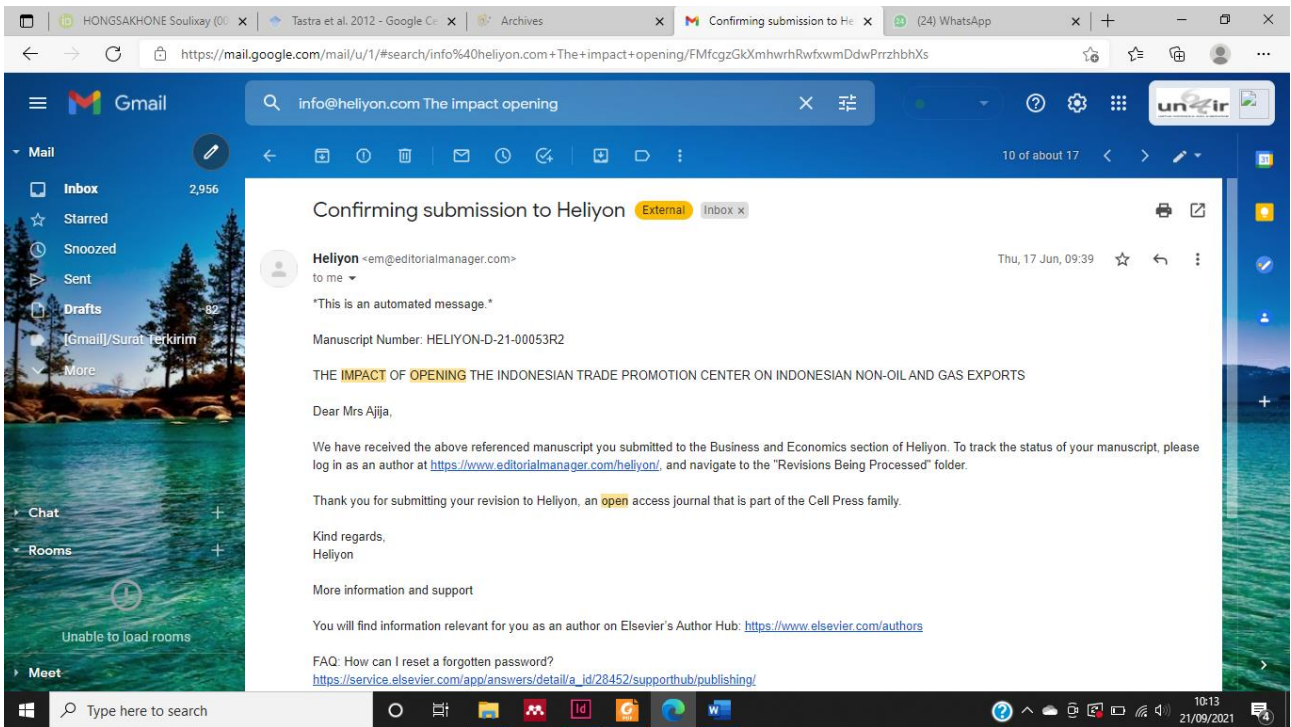 HONGSAKHONE Soulixay (00
Tastra et al. 2012 - Google Ce
Archives
Confirming submission to He
(24) WhatsApp
https://mail.google.com/mail/u/1/#search/info%40heliyon.com+The+impact+opening/FMfcgzGkXmhwrhRwfxwmDdwPrrzhbhXs
Gmail
info@heliyon.com The impact opening
Mail
10 of about 17
31
Inbox 2,956
Starred
Snoozed
Sent
Drafts 82
[Gmail]/Surat Terkirim
More
Chat
Rooms
Unable to load rooms
Meet
Confirming submission to Heliyon External Inbox x
Heliyon <em@editorialmanager.com> Thu, 17 Jun, 09:39
to me
*This is an automated message.*
Manuscript Number: HELIYON-D-21-00053R2
THE IMPACT OF OPENING THE INDONESIAN TRADE PROMOTION CENTER ON INDONESIAN NON-OIL AND GAS EXPORTS
Dear Mrs Ajija,
We have received the above referenced manuscript you submitted to the Business and Economics section of Heliyon. To track the status of your manuscript, please
log in as an author at https://www.editorialmanager.com/heliyon/, and navigate to the "Revisions Being Processed" folder.
Thank you for submitting your revision to Heliyon, an open access journal that is part of the Cell Press family.
Kind regards,
Heliyon
More information and support
You will find information relevant for you as an author on Elsevier's Author Hub: https://www.elsevier.com/authors
FAQ: How can I reset a forgotten password?
https://service.elsevier.com/app/answers/detail/a_id/28452/supporthub/publishing/
Type here to search
10:13
21/09/2021